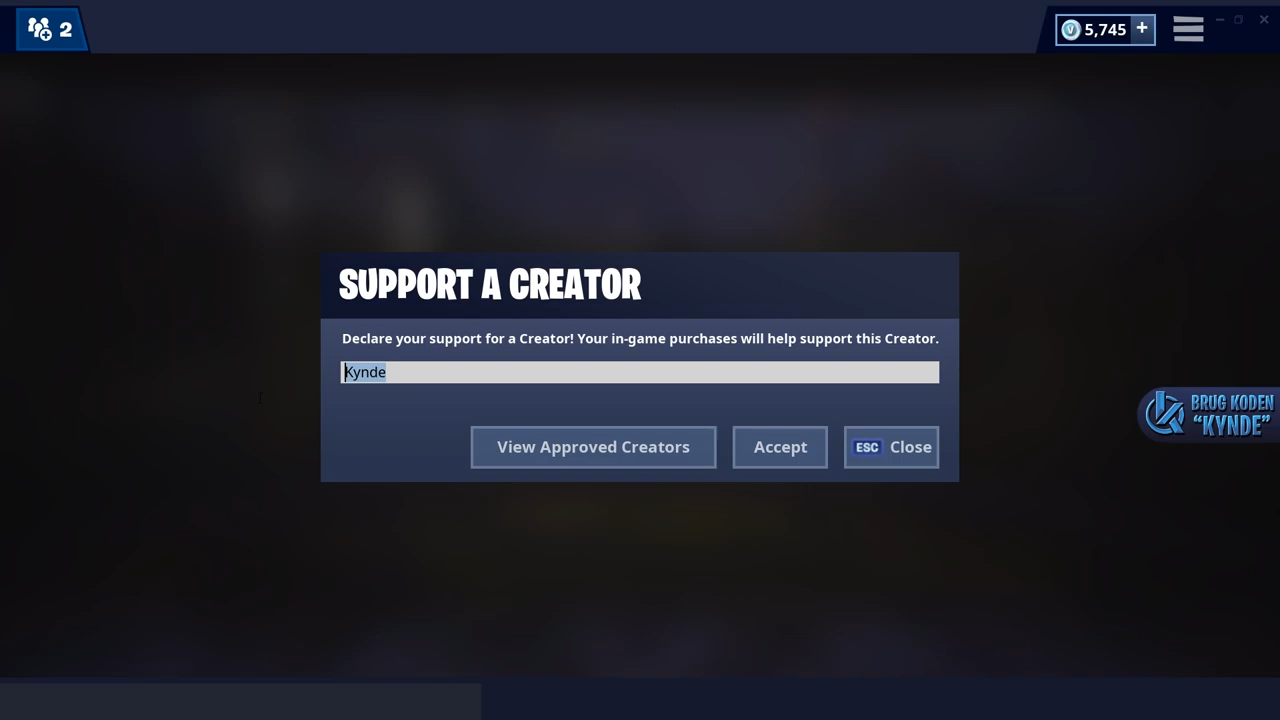 2
5,745 +
SUPPORT A CREATOR
Declare your support for a Creator! Your in-game purchases will help support this Creator.
Kynde
BRUG KODEN
“KYNDE”
View Approved Creators
Accept
ESC Close